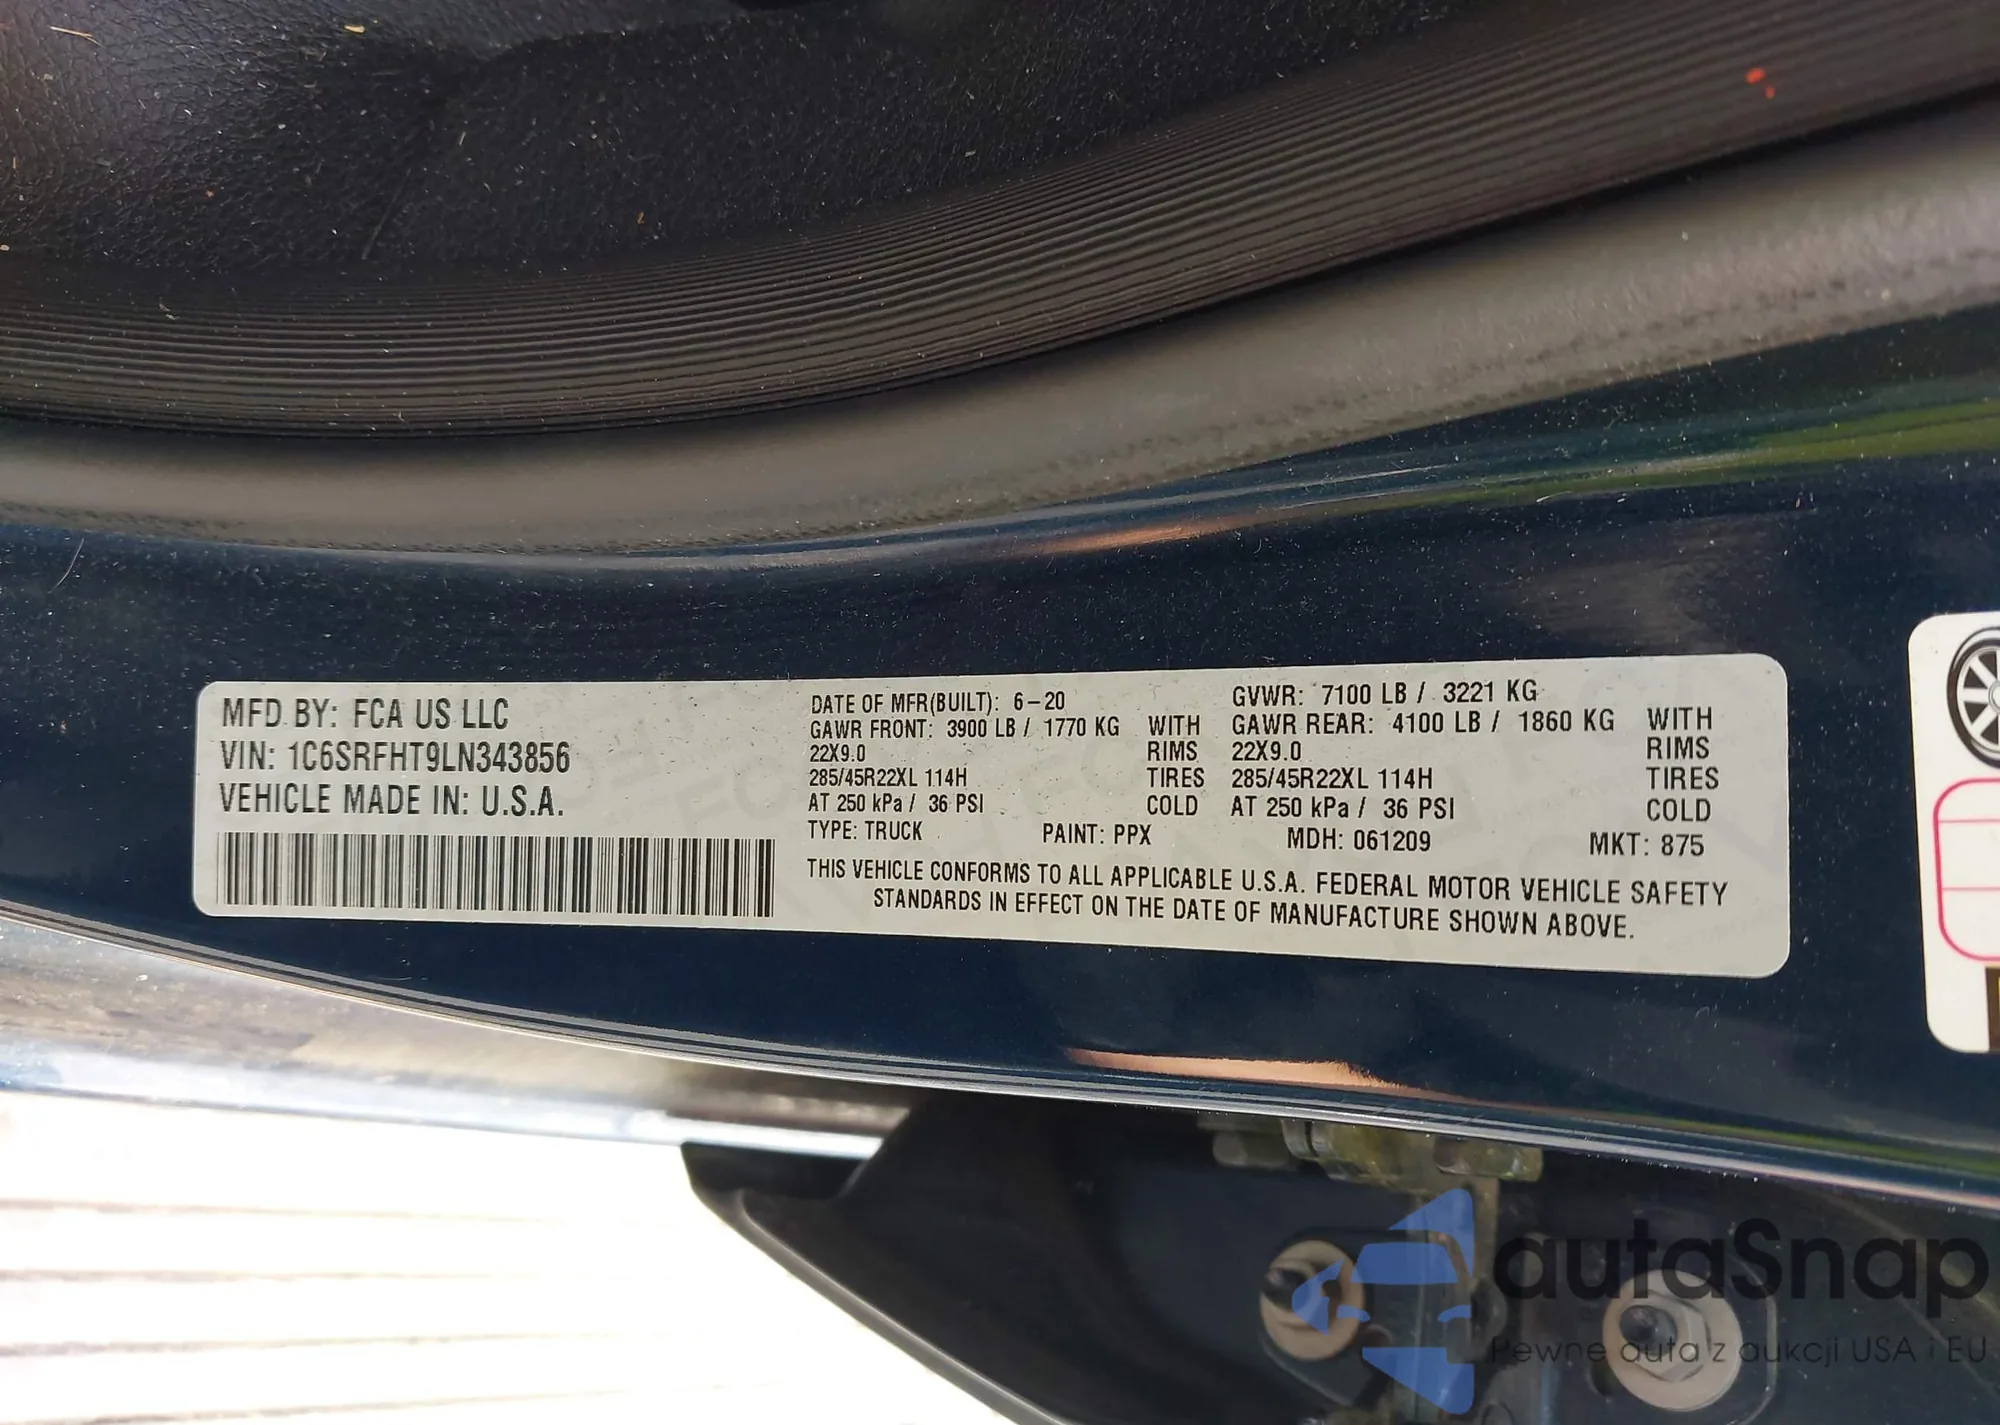 MFD BY: FCA US LLC
VIN: 1C6SRFHT9LN343856
VEHICLE MADE IN: U.S.A.
DATE OF MFR(BUILT): 6-20 GVWR: 7100 LB / 3221 KG
GAWR FRONT: 3900 LB / 1770 KG WITH GAWR REAR: 4100 LB / 1860 KG WITH
22X9.0 RIMS 22X9.0 RIMS
285/45R22XL 114H TIRES 285/45R22XL 114H TIRES
AT 250 kPa / 36 PSI COLD AT 250 kPa / 36 PSI COLD
TYPE: TRUCK PAINT: PPX MDH: 061209 MKT: 875
THIS VEHICLE CONFORMS TO ALL APPLICABLE U.S.A. FEDERAL MOTOR VEHICLE SAFETY
STANDARDS IN EFFECT ON THE DATE OF MANUFACTURE SHOWN ABOVE.
autaSnap
Pewne auta z aukcji USA i EU